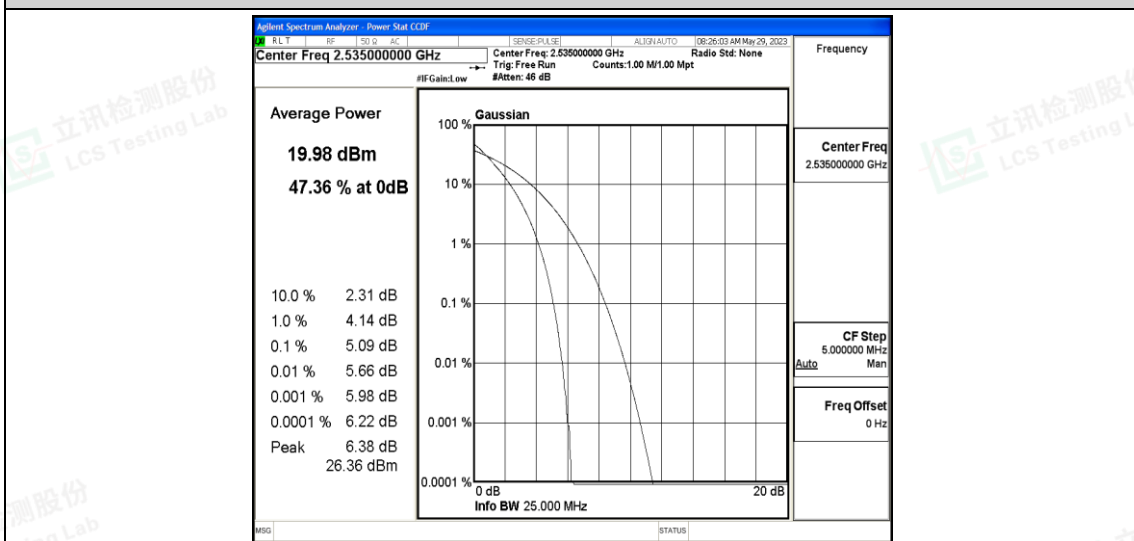 Agilent Spectrum Analyzer - Power Stat CCDF
RLT RF 50 Ω AC SENSE:PULSE ALIGN AUTO 08:26:03 AM May 29, 2023
Center Freq 2.535000000 GHz
Center Freq: 2.535000000 GHz Radio Std: None
Trig: Free Run Counts:1.00 M/1.00 Mpt
#IFGain:Low #Atten: 46 dB
Frequency
Average Power
19.98 dBm
47.36 % at 0dB
10.0 % 2.31 dB
1.0 % 4.14 dB
0.1 % 5.09 dB
0.01 % 5.66 dB
0.001 % 5.98 dB
0.0001 % 6.22 dB
Peak 6.38 dB
26.36 dBm
Gaussian
100 %
10 %
1 %
0.1 %
0.01 %
0.001 %
0.0001 %
0 dB 20 dB
Info BW 25.000 MHz
Center Freq
2.535000000 GHz
CF Step
5.000000 MHz
Auto Man
Freq Offset
0 Hz
MSG STATUS
立讯检测股份
LCS Testing Lab
立讯检测股份
LCS Testing L
测股份
ng Lab